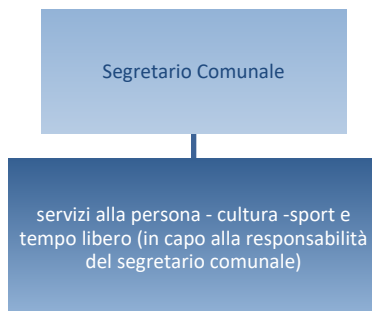 Segretario Comunale
servizi alla persona - cultura -sport e
tempo libero (in capo alla responsabilità
del segretario comunale)